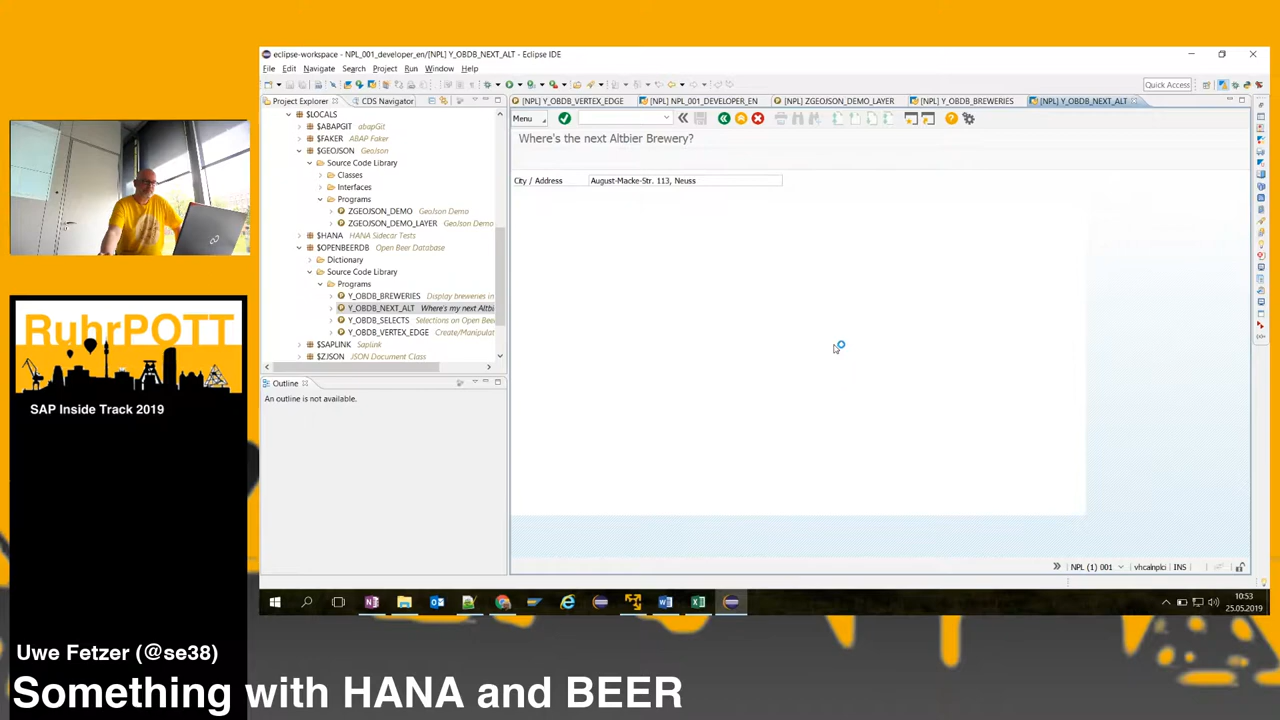 eclipse-workspace - NPL_001_developer_en/[NPL] Y_OBDB_NEXT_ALT - Eclipse IDE
File Edit Navigate Search Project Run Window Help
Quick Access
Project Explorer CDS Navigator
[NPL] Y_OBDB_VERTEX_EDGE [NPL] NPL_001_DEVELOPER_EN [NPL] ZGEOJSON_DEMO_LAYER [NPL] Y_OBDB_BREWERIES [NPL] Y_OBDB_NEXT_ALT
Menu
Where's the next Altbier Brewery?
City / Address August-Macke-Str. 113, Neuss
$LOCALS
$ABAPGIT abapGit
$FAKER ABAP Faker
$GEOJSON GeoJson
Source Code Library
Classes
Interfaces
Programs
ZGEOJSON_DEMO GeoJson Demo
ZGEOJSON_DEMO_LAYER GeoJson Demo
$HANA HANA Sidecar Tests
$OPENBEERDB Open Beer Database
Dictionary
Source Code Library
Programs
Y_OBDB_BREWERIES Display breweries in
Y_OBDB_NEXT_ALT Where's my next Altbi
Y_OBDB_SELECTS Selections on Open Bee
Y_OBDB_VERTEX_EDGE Create/Manipulat
$SAPLINK Saplink
$ZJSON JSON Document Class
Outline
An outline is not available.
NPL (1) 001 vhcalnplci INS
10:53
25.05.2019
RuhrPOTT
SAP Inside Track 2019
Uwe Fetzer (@se38)
Something with HANA and BEER